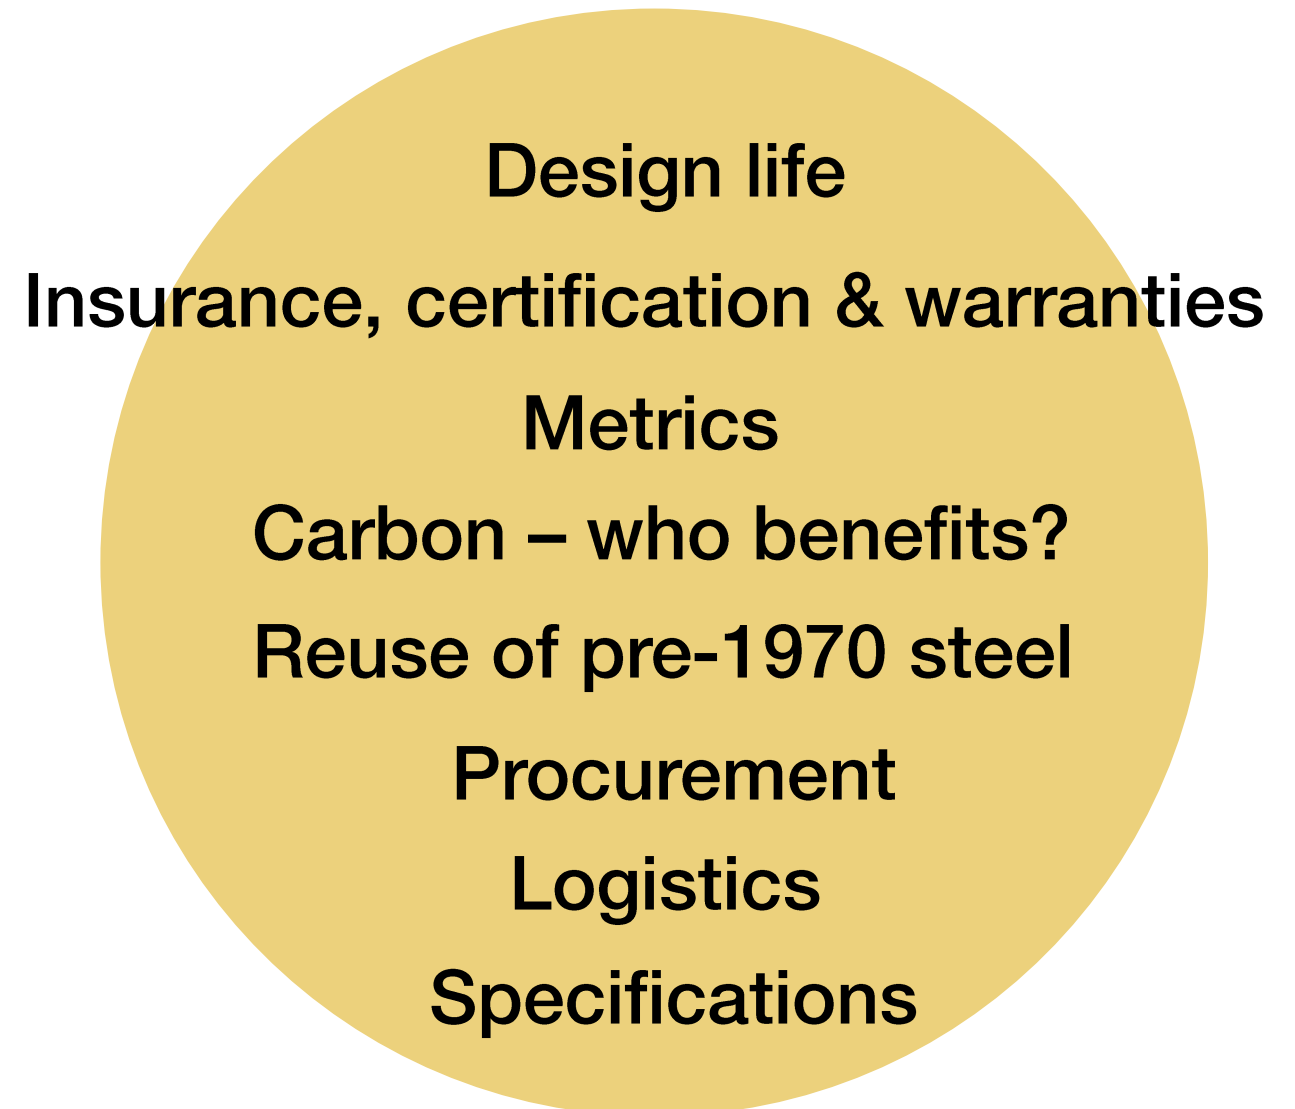 Design life
Insurance, certification & warranties
Metrics
Carbon – who benefits?
Reuse of pre-1970 steel
Procurement
Logistics
Specifications